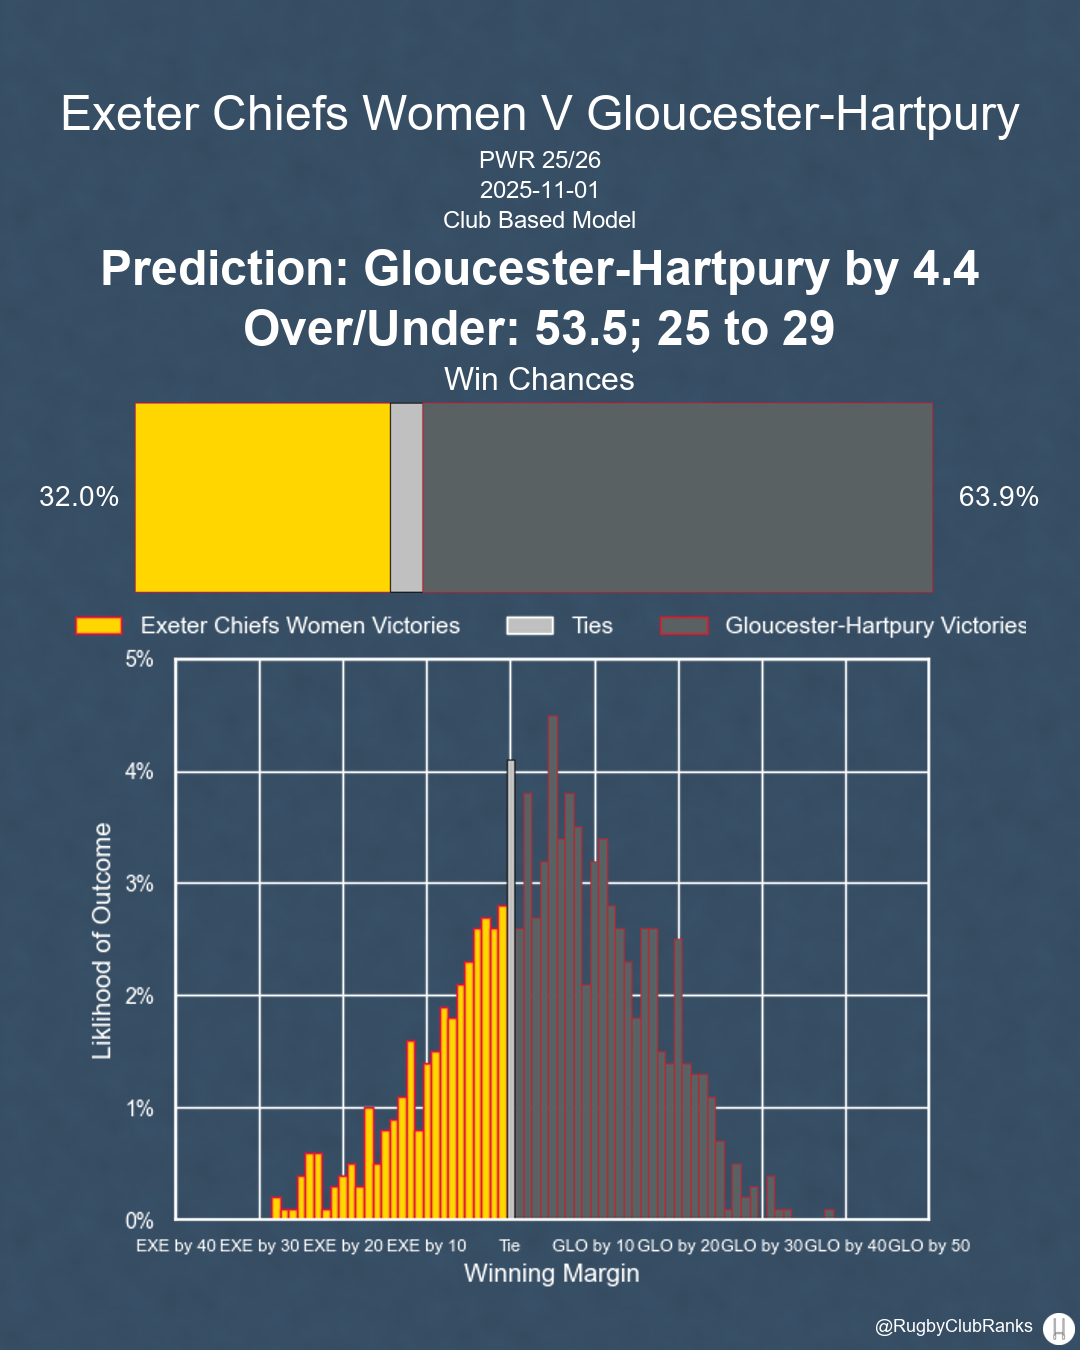 Exeter Chiefs Women V Gloucester-Hartpury
PWR 25/26
2025-11-01
Club Based Model
Prediction: Gloucester-Hartpury by 4.4
Over/Under: 53.5; 25 to 29
Win Chances
32.0%
63.9%
Exeter Chiefs Women Victories
Ties
Gloucester-Hartpury Victories
5%
4%
3%
2%
1%
0%
Liklihood of Outcome
EXE by 40 EXE by 30 EXE by 20 EXE by 10 Tie GLO by 10 GLO by 20 GLO by 30 GLO by 40 GLO by 50
Winning Margin
@RugbyClubRanks